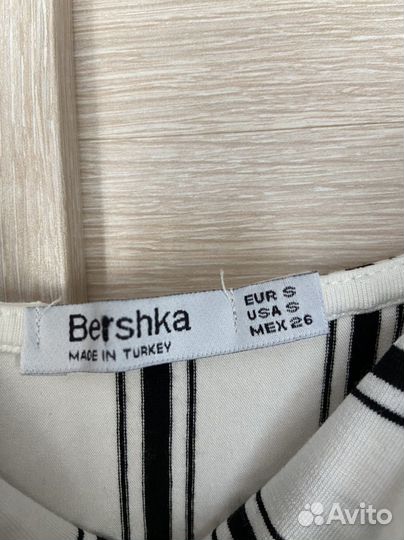 Bershka
MADE IN TURKEY
EUR S
USA S
MEX 26
Avito